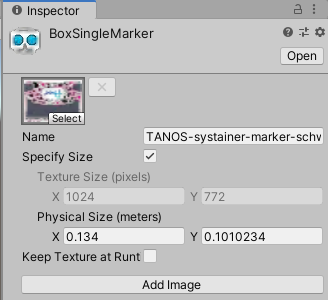 Inspector
BoxSingleMarker
Open
Select
Name TANOS-systainer-marker-schw
Specify Size
Texture Size (pixels)
X 1024 Y 772
Physical Size (meters)
X 0.134 Y 0.1010234
Keep Texture at Runt
Add Image